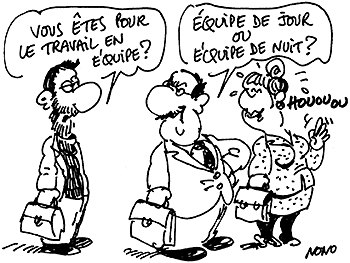 VOUS ÊTES POUR
LE TRAVAIL EN
ÉQUIPE?
ÉQUIPE DE JOUR
OU
ÉQUIPE DE NUIT?
HOUOUOU
NONO